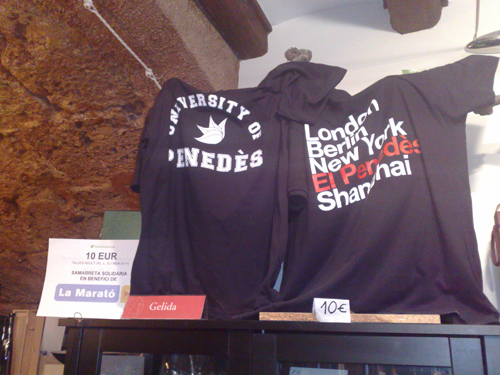 UNIVERSITY OF
PENEDÈS
London
Berlin
New York
El Penedès
Shanghai
10 EUR
SAMARRETA SOLIDÀRIA
EN BENEFICI DE
La Marató
Gelida
10€